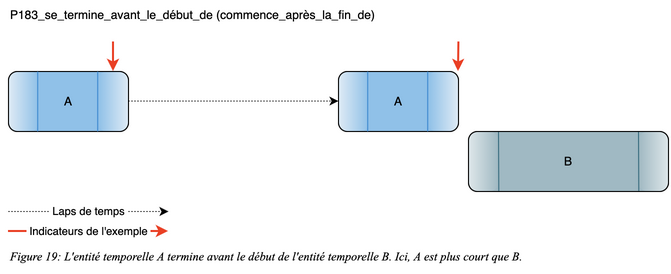 P183_se_termine_avant_le_début_de (commence_après_la_fin_de)
A
A
B
Laps de temps
Indicateurs de l'exemple
Figure 19: L'entité temporelle A termine avant le début de l'entité temporelle B. Ici, A est plus court que B.